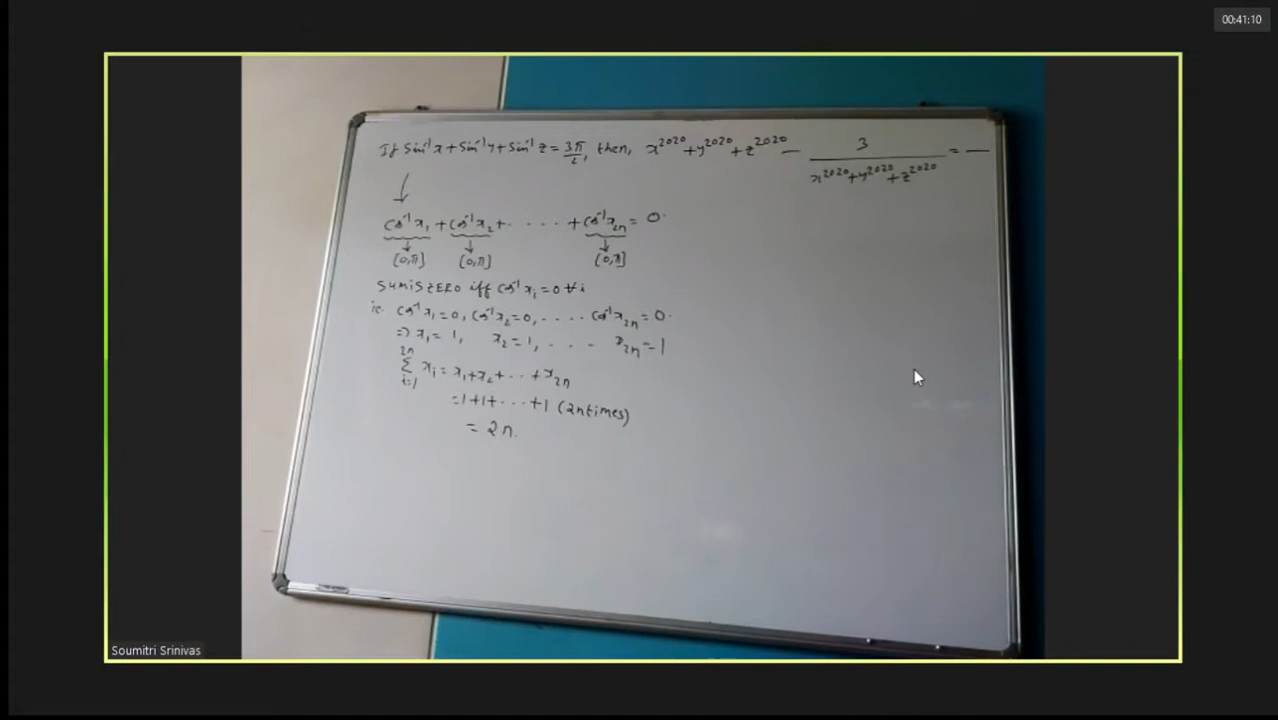 00:41:10
If Sin⁻¹x + Sin⁻¹y + Sin⁻¹z = 3π/2, then, x²⁰²⁰ + y²⁰²⁰ + z²⁰²⁰ — 3/(x²⁰²⁰ + y²⁰²⁰ + z²⁰²⁰) = —
↓
Cos⁻¹x₁ + Cos⁻¹x₂ + · · · · · + Cos⁻¹x₂ₙ = 0.
↓ ↓ ↓
[0,π] [0,π] [0,π]
SUM IS ZERO iff Cos⁻¹xᵢ = 0 ∀ i
ie. Cos⁻¹x₁ = 0, Cos⁻¹x₂ = 0, · · · · Cos⁻¹x₂ₙ = 0.
⇒ x₁ = 1, x₂ = 1, · · · x₂ₙ = 1
2n Σ i=1 xᵢ = x₁ + x₂ + · · · + x₂ₙ
= 1 + 1 + · · · + 1 (2n times)
= 2n.
Soumitri Srinivas